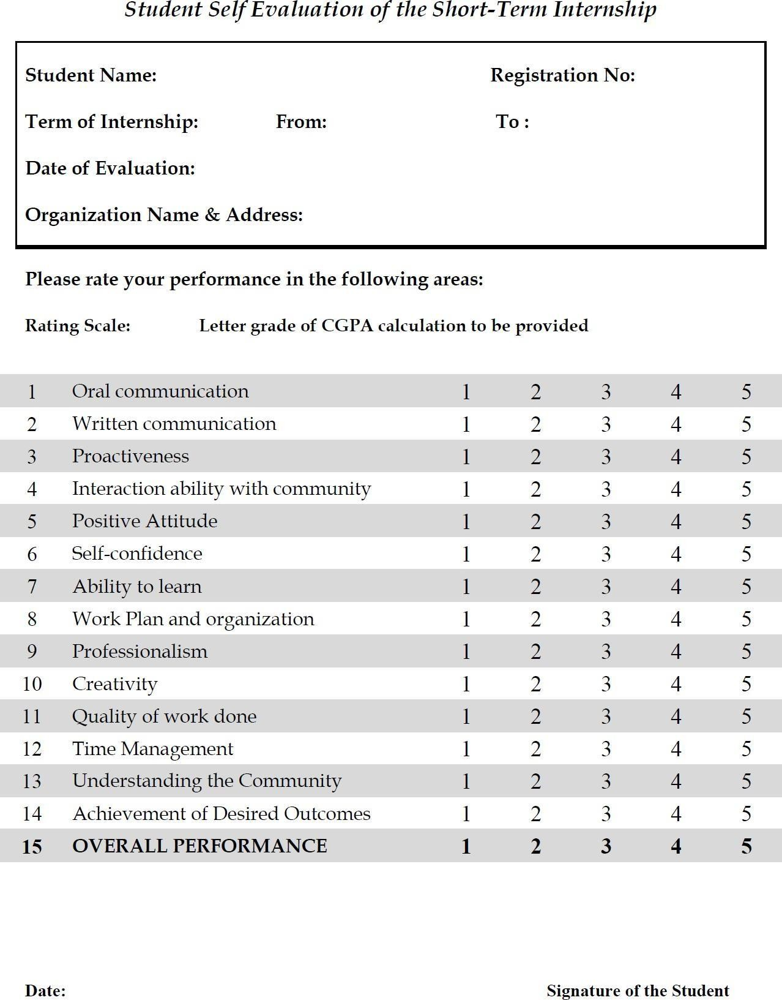 Student Self Evaluation of the Short-Term Internship
Student Name: Registration No:
Term of Internship: From: To :
Date of Evaluation:
Organization Name & Address:
Please rate your performance in the following areas:
Rating Scale: Letter grade of CGPA calculation to be provided
1 Oral communication 1 2 3 4 5
2 Written communication 1 2 3 4 5
3 Proactiveness 1 2 3 4 5
4 Interaction ability with community 1 2 3 4 5
5 Positive Attitude 1 2 3 4 5
6 Self-confidence 1 2 3 4 5
7 Ability to learn 1 2 3 4 5
8 Work Plan and organization 1 2 3 4 5
9 Professionalism 1 2 3 4 5
10 Creativity 1 2 3 4 5
11 Quality of work done 1 2 3 4 5
12 Time Management 1 2 3 4 5
13 Understanding the Community 1 2 3 4 5
14 Achievement of Desired Outcomes 1 2 3 4 5
15 OVERALL PERFORMANCE 1 2 3 4 5
Date: Signature of the Student